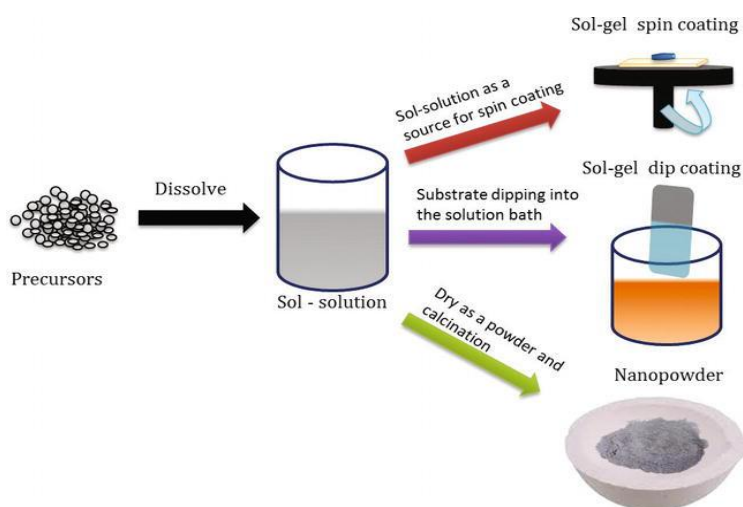 Sol-gel spin coating
Sol-solution as a
source for spin coating
Sol-gel dip coating
Dissolve
Substrate dipping into
the solution bath
Precursors
Sol - solution
Dry as a powder and
calcination
Nanopowder